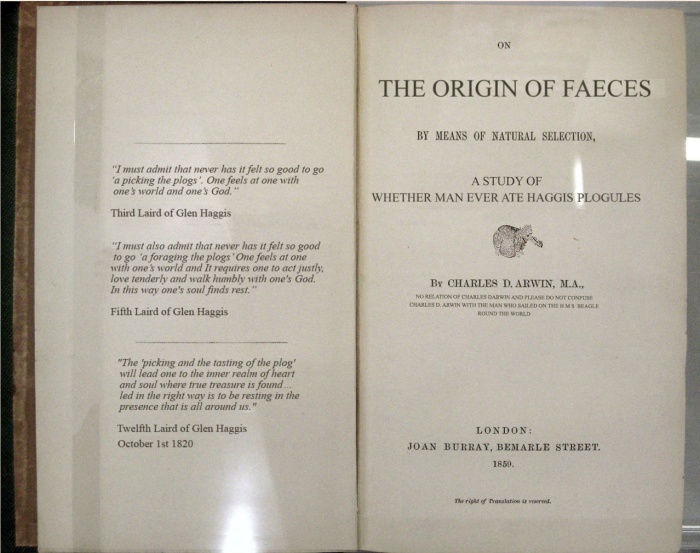 "I must admit that never has it felt so good to go
'a picking the plogs'. One feels at one with
one's world and one's God."
Third Laird of Glen Haggis
"I must also admit that never has it felt so good
to go 'a foraging the plogs' One feels at one
with one's world and It requires one to act justly,
love tenderly and walk humbly with one's God.
In this way one's soul finds rest."
Fifth Laird of Glen Haggis
"The 'picking and the tasting of the plog'
will lead one to the inner realm of heart
and soul where true treasure is found...
led in the right way is to be resting in the
presence that is all around us."
Twelfth Laird of Glen Haggis
October 1st 1820
ON
THE ORIGIN OF FAECES
BY MEANS OF NATURAL SELECTION,
A STUDY OF
WHETHER MAN EVER ATE HAGGIS PLOGULES
By CHARLES D. ARWIN, M.A.,
NO RELATION OF CHARLES DARWIN AND PLEASE DO NOT CONFUSE
CHARLES D. ARWIN WITH THE MAN WHO SAILED ON THE H.M.S. BEAGLE
ROUND THE WORLD
LONDON:
JOAN BURRAY, BEMARLE STREET.
1859.
The right of Translation is reserved.